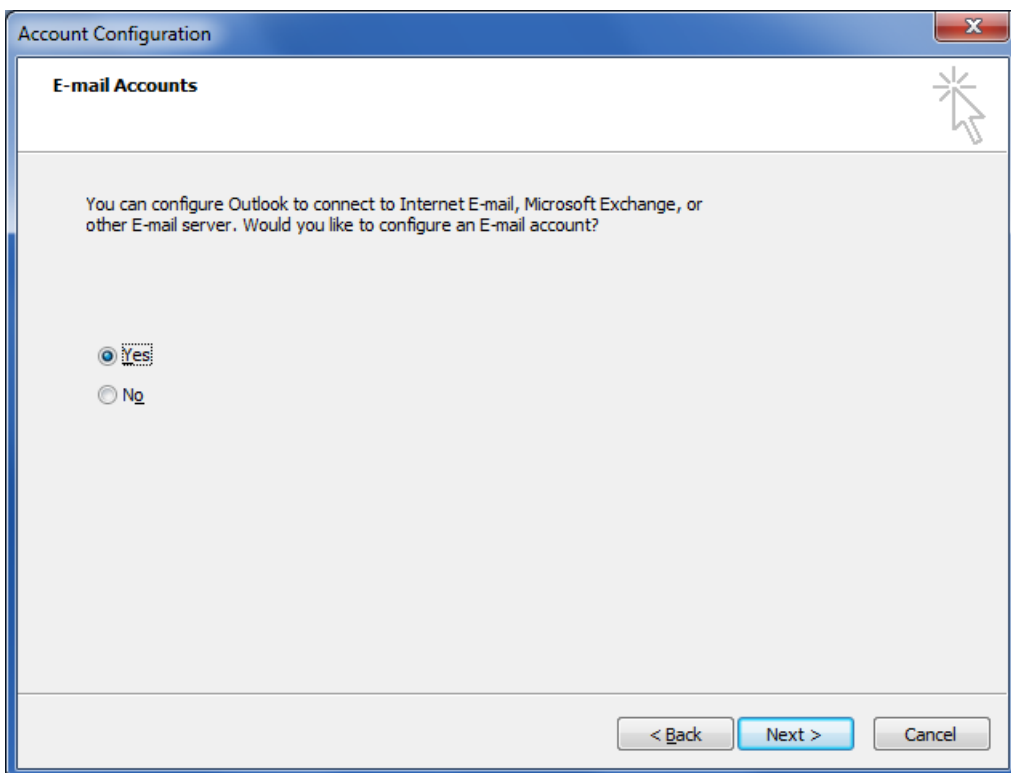 Account Configuration
E-mail Accounts
You can configure Outlook to connect to Internet E-mail, Microsoft Exchange, or
other E-mail server. Would you like to configure an E-mail account?
Yes
No
< Back
Next >
Cancel